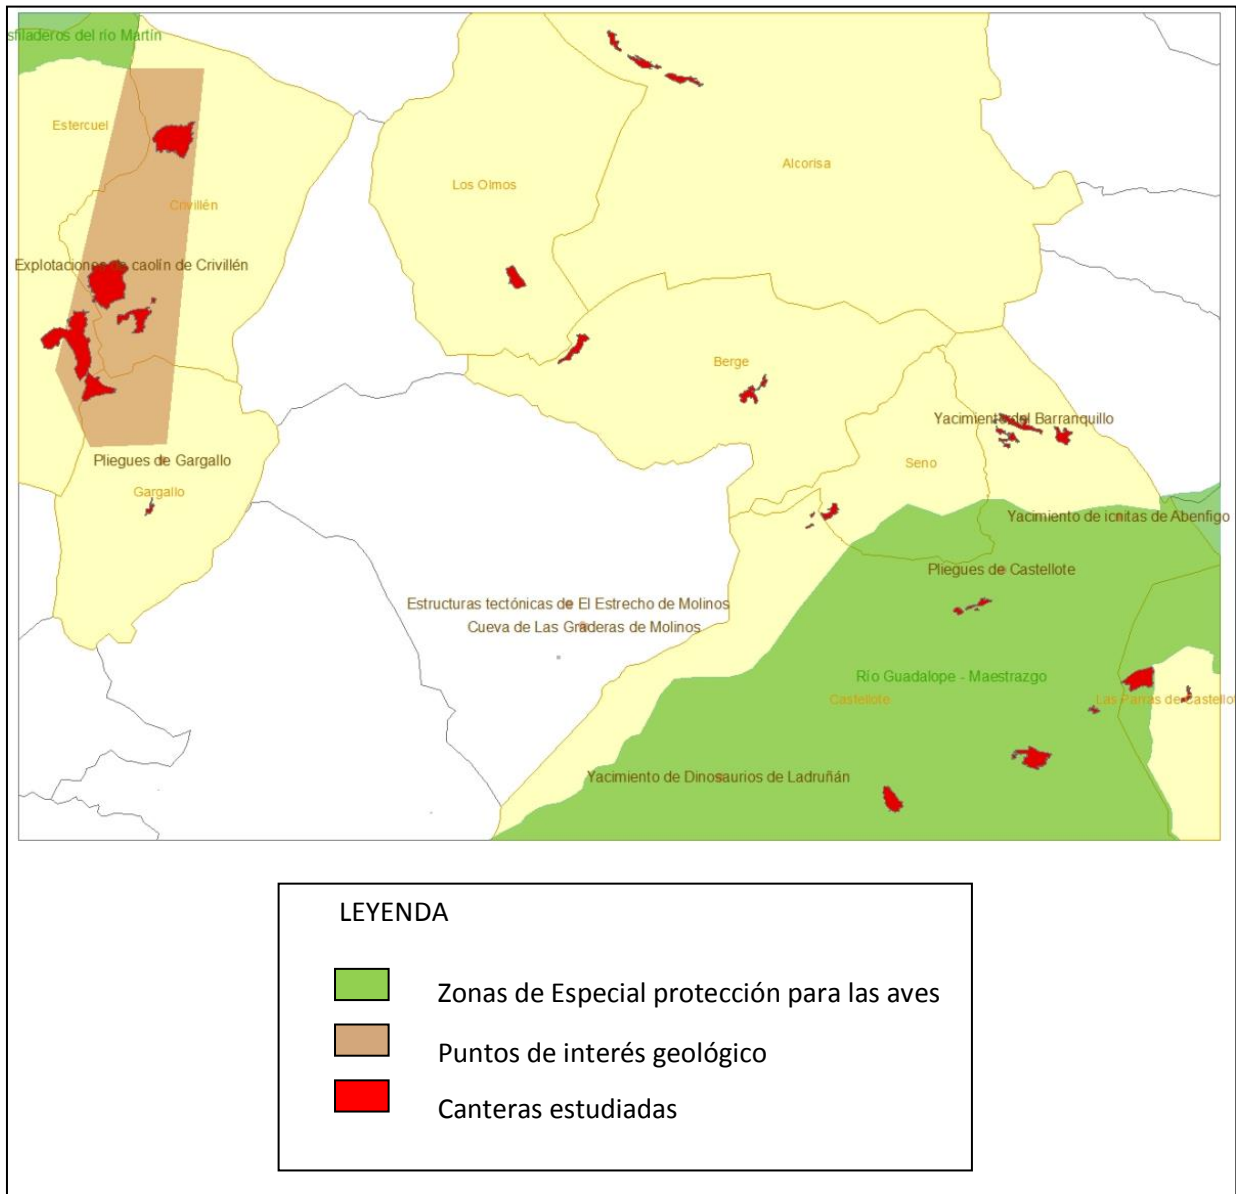 sfiladeros del río Martín
Estercuel
Los Olmos
Alcorisa
Crivillén
Explotaciones de caolín de Crivillén
Berge
Yacimiento del Barranquillo
Pliegues de Gargallo
Seno
Gargallo
Yacimiento de icnitas de Abenfigo
Pliegues de Castellote
Estructuras tectónicas de El Estrecho de Molinos
Cueva de Las Graderas de Molinos
Río Guadalope - Maestrazgo
Castellote
Las Parras de Castellot
Yacimiento de Dinosaurios de Ladruñán
LEYENDA
Zonas de Especial protección para las aves
Puntos de interés geológico
Canteras estudiadas